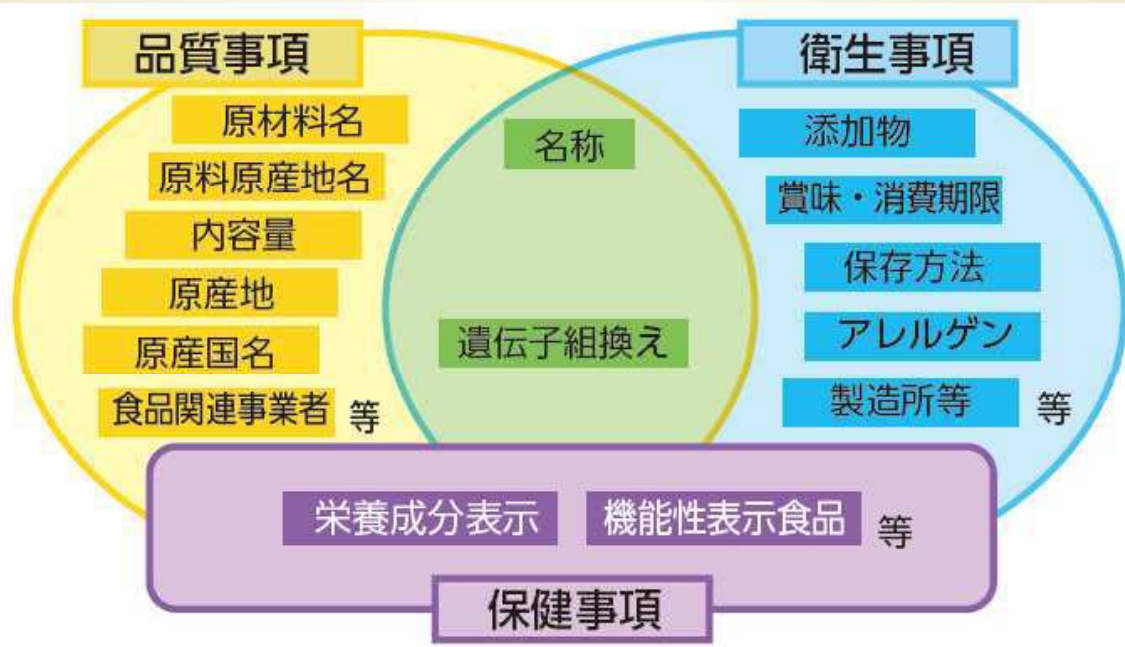 品質事項
原材料名
原料原産地名
内容量
原産地
原産国名
食品関連事業者 等
名称
遺伝子組換え
衛生事項
添加物
賞味・消費期限
保存方法
アレルゲン
製造所等 等
栄養成分表示 機能性表示食品 等
保健事項